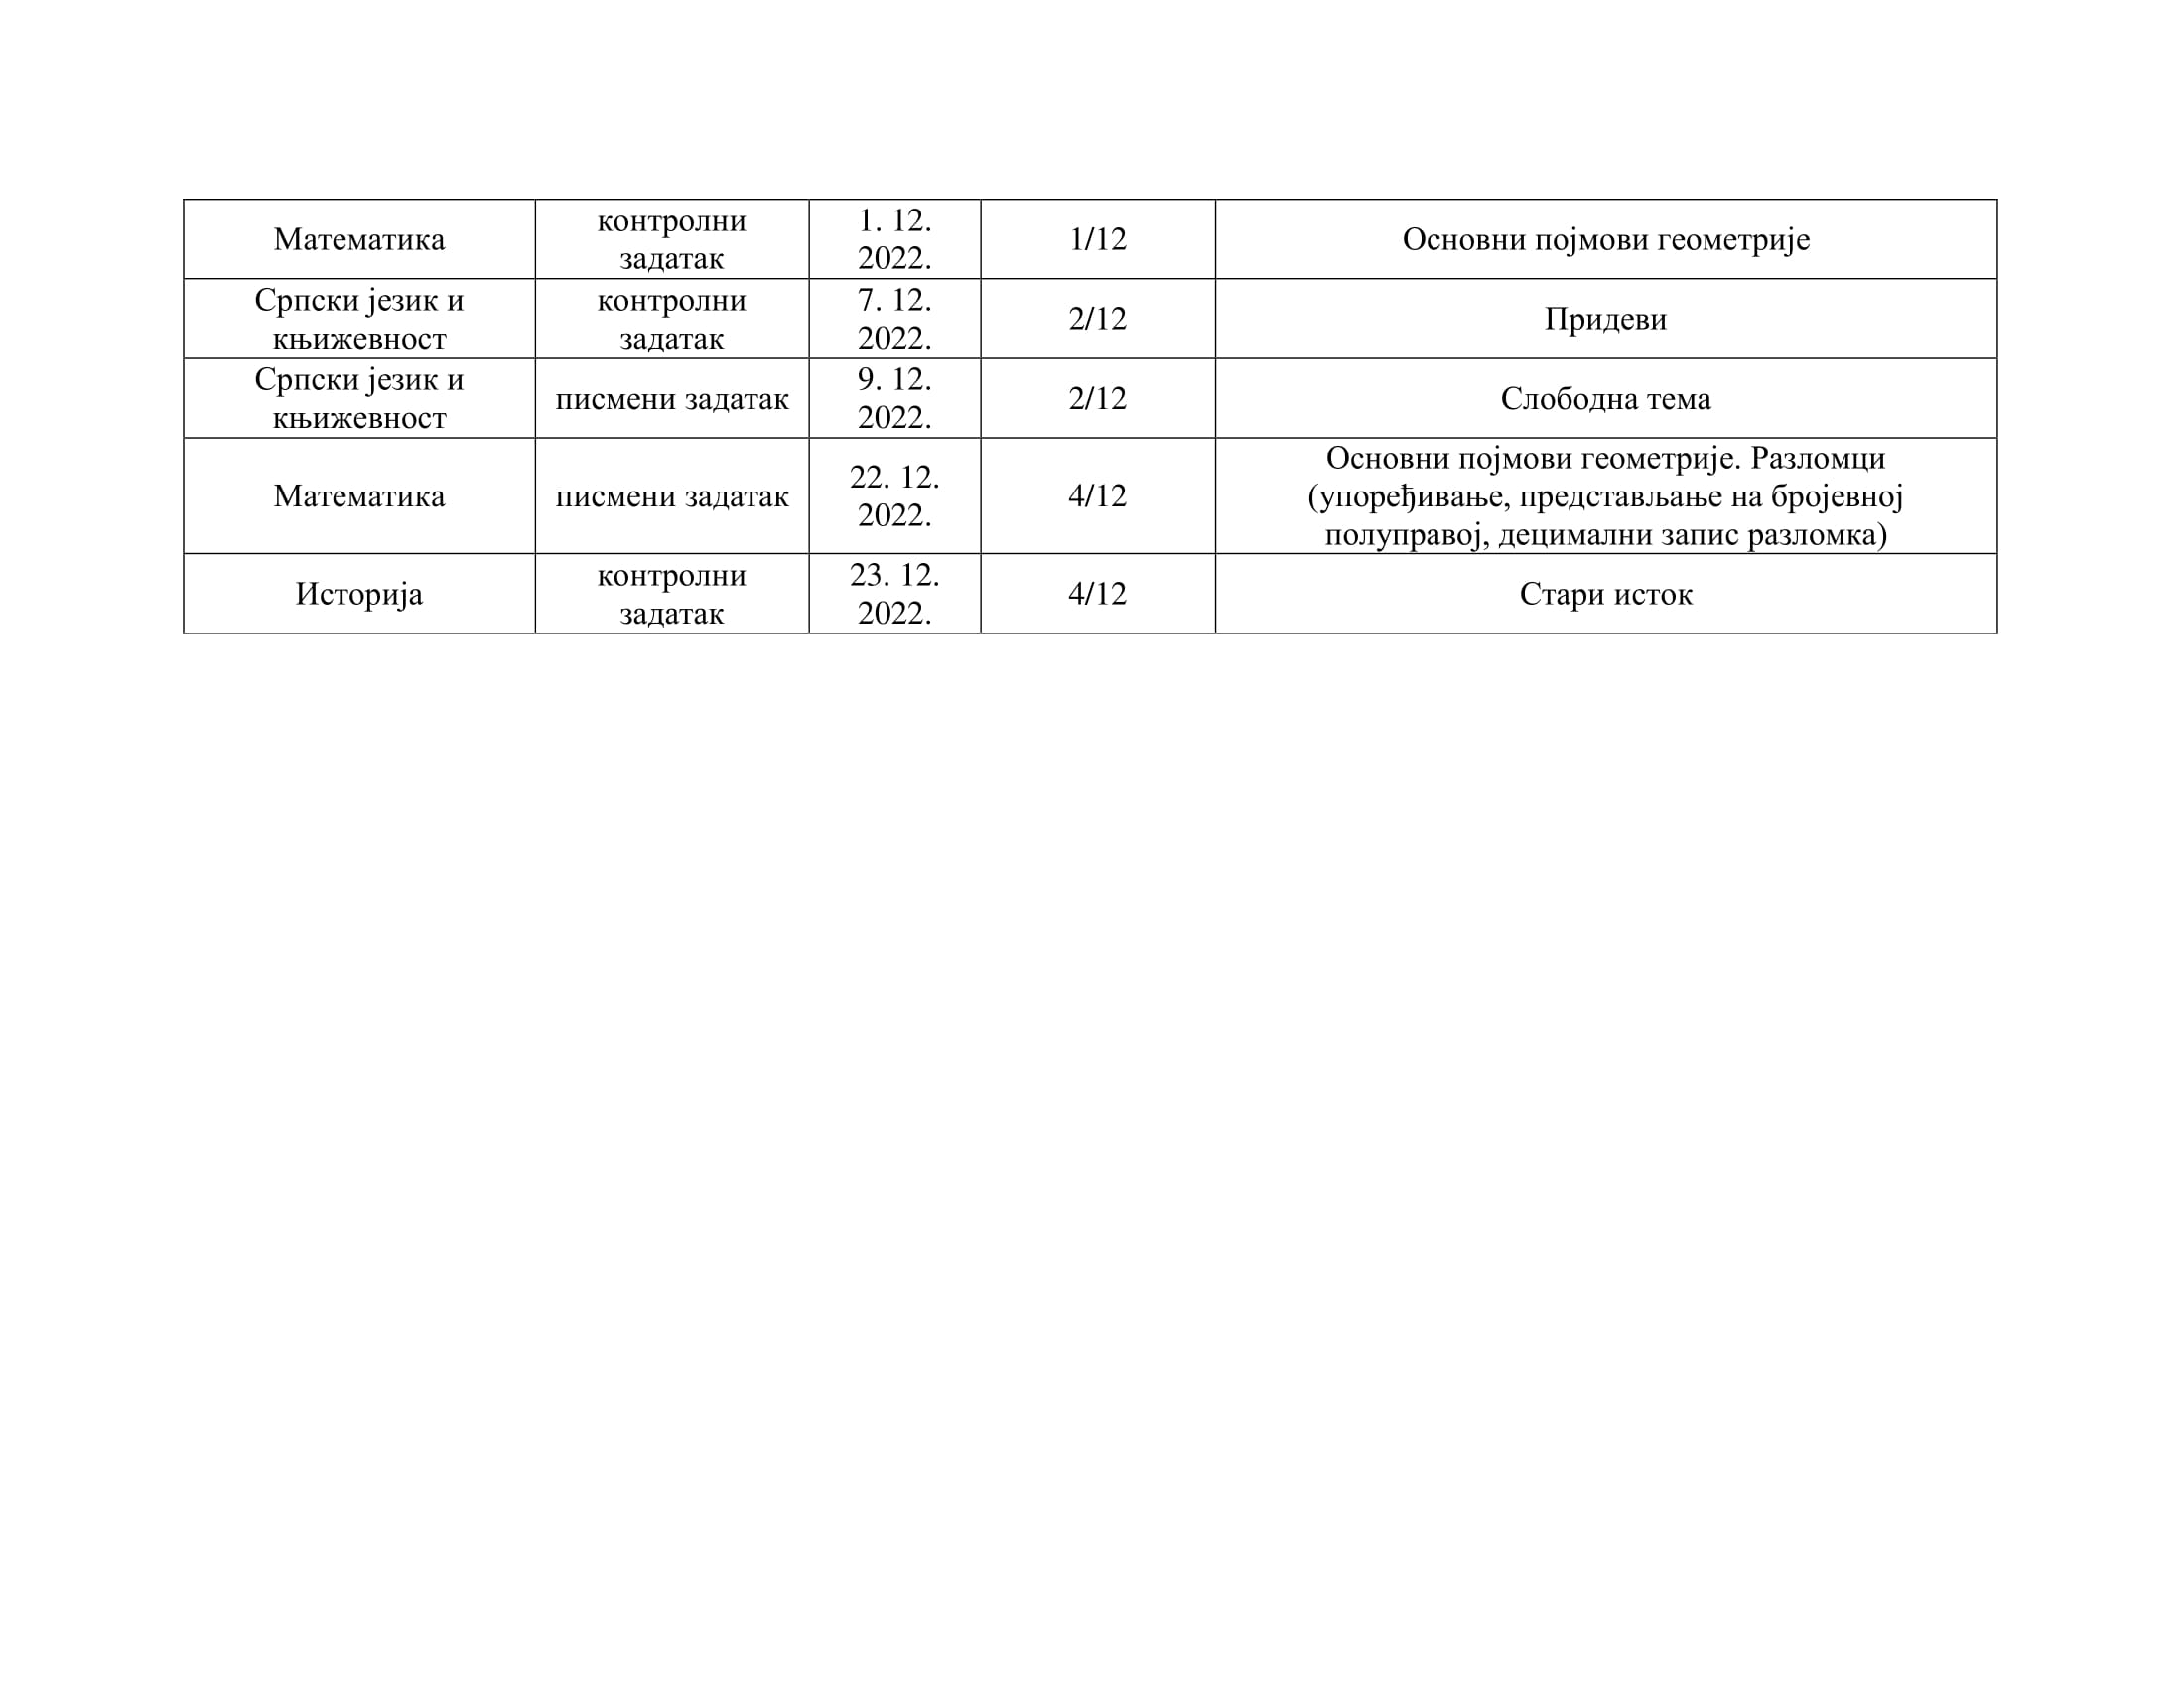 Математика
контролни
задатак
1. 12.
2022.
1/12
Основни појмови геометрије
Српски језик и
књижевност
контролни
задатак
7. 12.
2022.
2/12
Придеви
Српски језик и
књижевност
писмени задатак
9. 12.
2022.
2/12
Слободна тема
Математика
писмени задатак
22. 12.
2022.
4/12
Основни појмови геометрије. Разломци
(упоређивање, представљање на бројевној
полуправој, децимални запис разломка)
Историја
контролни
задатак
23. 12.
2022.
4/12
Стари исток